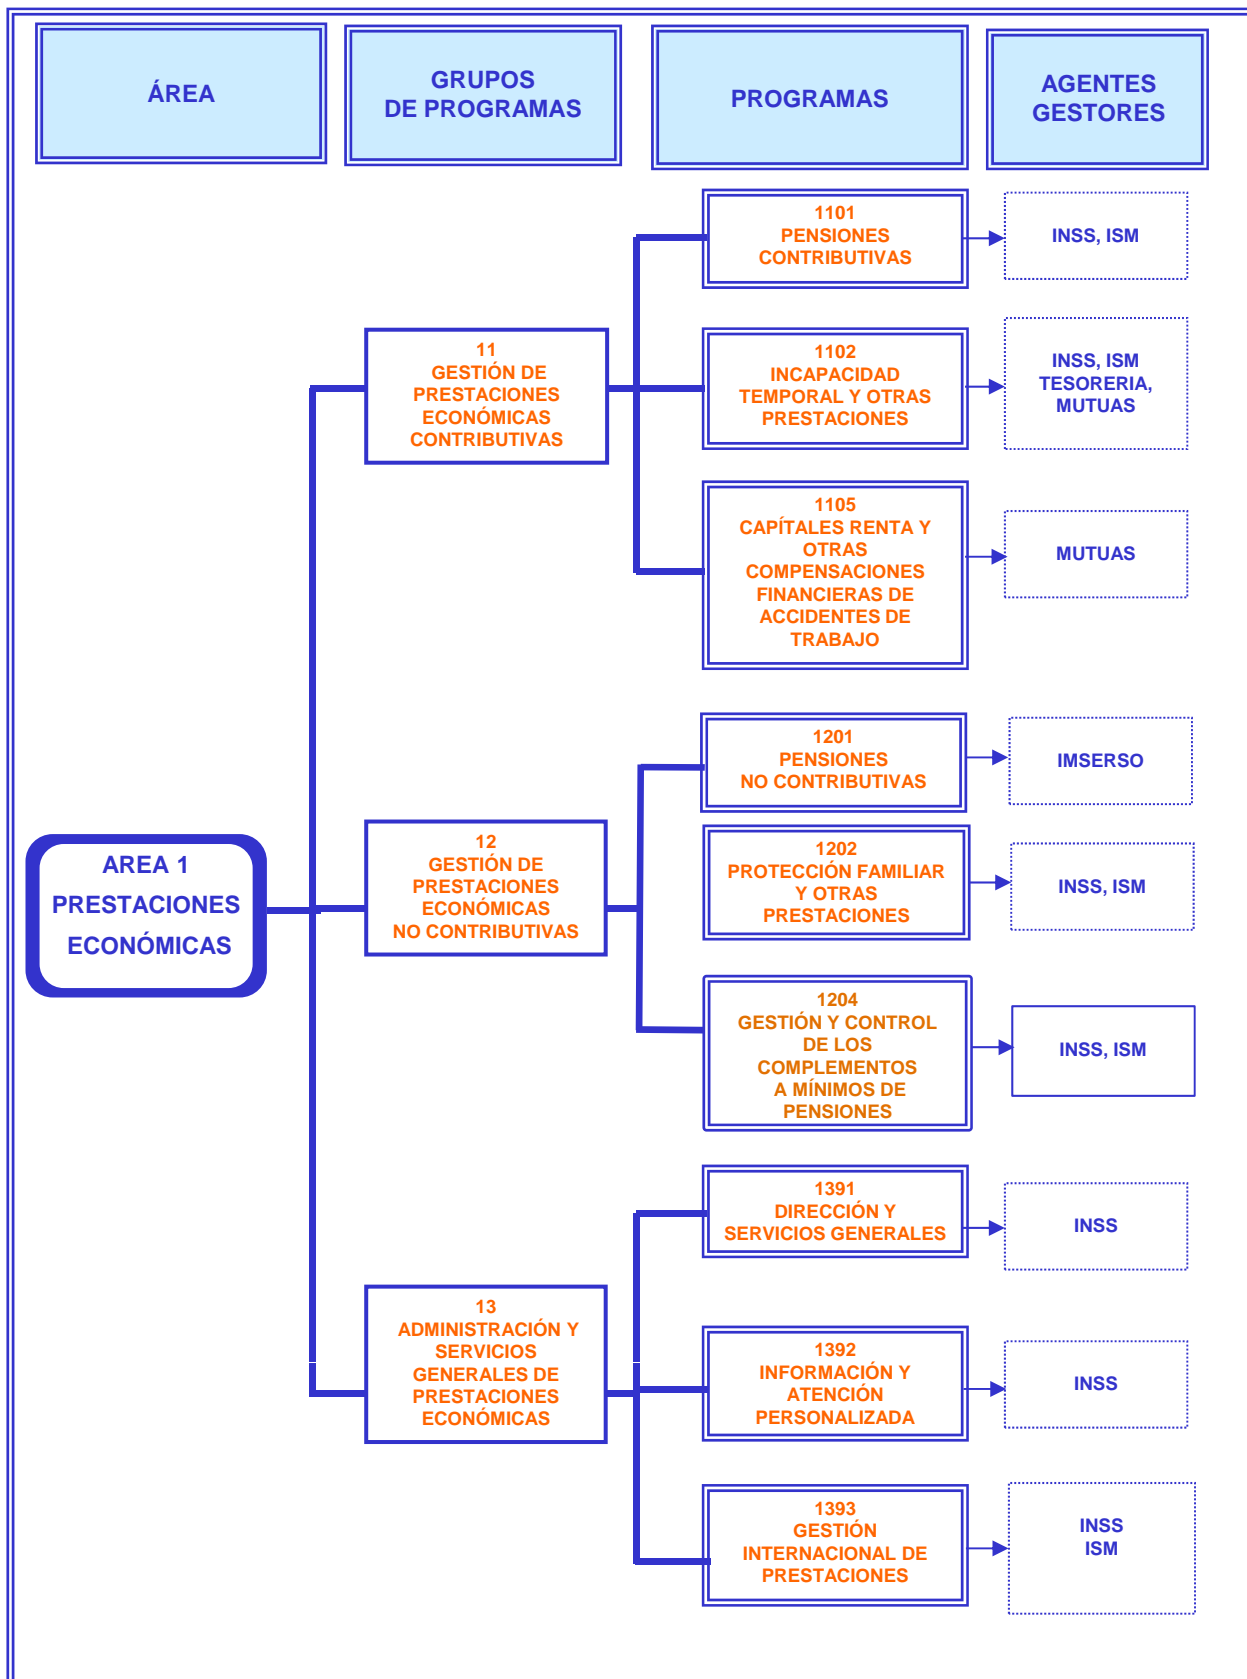 ÁREA
GRUPOS
DE PROGRAMAS
PROGRAMAS
AGENTES
GESTORES
AREA 1
PRESTACIONES
ECONÓMICAS
11
GESTIÓN DE
PRESTACIONES
ECONÓMICAS
CONTRIBUTIVAS
1101
PENSIONES
CONTRIBUTIVAS
INSS, ISM
1102
INCAPACIDAD
TEMPORAL Y OTRAS
PRESTACIONES
INSS, ISM
TESORERIA,
MUTUAS
1105
CAPÍTALES RENTA Y
OTRAS
COMPENSACIONES
FINANCIERAS DE
ACCIDENTES DE
TRABAJO
MUTUAS
12
GESTIÓN DE
PRESTACIONES
ECONÓMICAS
NO CONTRIBUTIVAS
1201
PENSIONES
NO CONTRIBUTIVAS
IMSERSO
1202
PROTECCIÓN FAMILIAR
Y OTRAS
PRESTACIONES
INSS, ISM
1204
GESTIÓN Y CONTROL
DE LOS
COMPLEMENTOS
A MÍNIMOS DE
PENSIONES
INSS, ISM
13
ADMINISTRACIÓN Y
SERVICIOS
GENERALES DE
PRESTACIONES
ECONÓMICAS
1391
DIRECCIÓN Y
SERVICIOS GENERALES
INSS
1392
INFORMACIÓN Y
ATENCIÓN
PERSONALIZADA
INSS
1393
GESTIÓN
INTERNACIONAL DE
PRESTACIONES
INSS
ISM